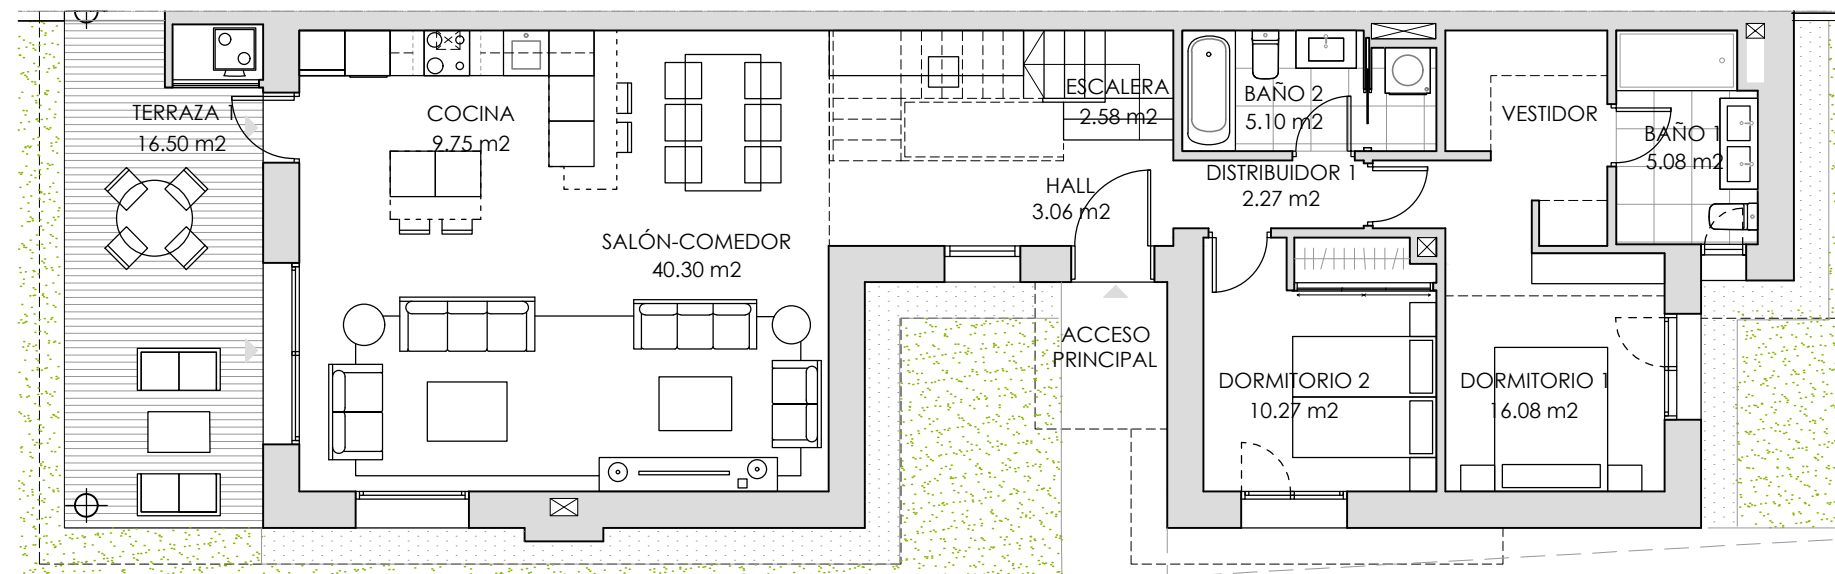 TERRAZA 1
16.50 m2
COCINA
9.75 m2
SALÓN-COMEDOR
40.30 m2
ESCALERA
2.58 m2
HALL
3.06 m2
BAÑO 2
5.10 m2
DISTRIBUIDOR 1
2.27 m2
VESTIDOR
BAÑO 1
5.08 m2
ACCESO
PRINCIPAL
DORMITORIO 2
10.27 m2
DORMITORIO 1
16.08 m2